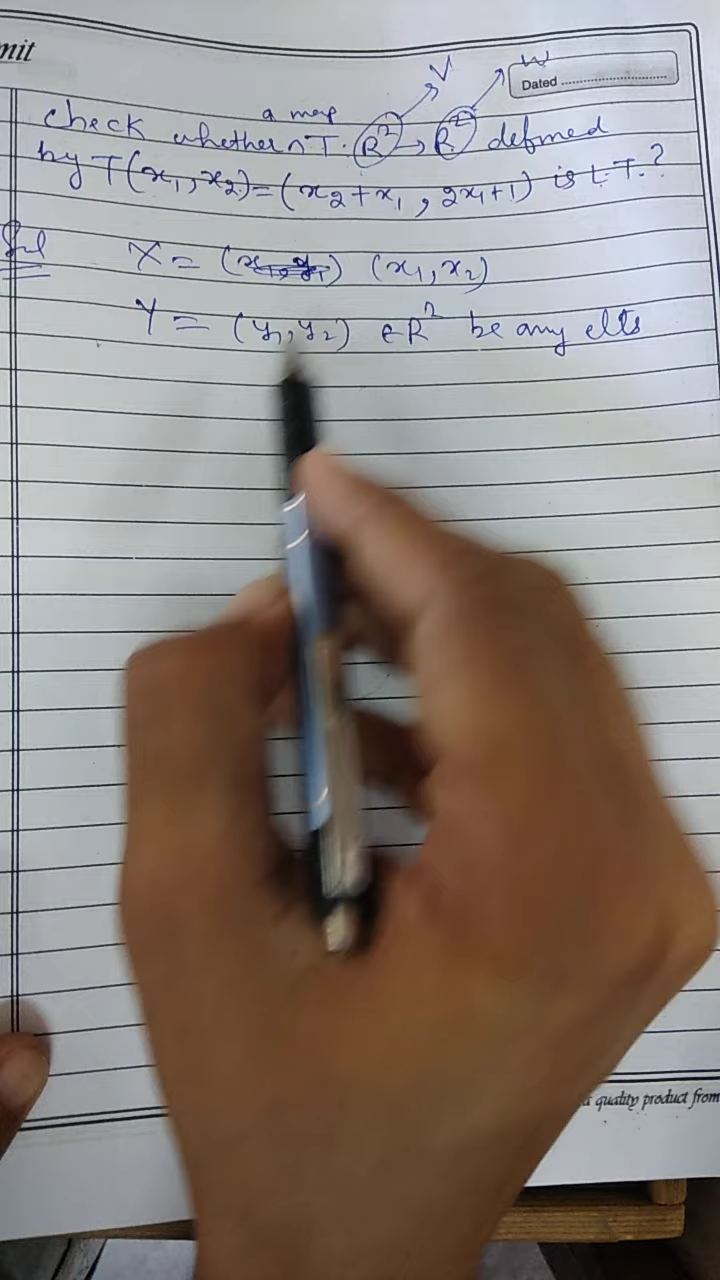 mit
V W
Dated
a map
Check whether ∧ T: R² → R² defined
by T(x₁, x₂) = (x₂ + x₁, 2x₁ + 1) is L.T.?
Sol X = (x₁, x₂)
Y = (y₁, y₂) ∈ R² be any elts
a quality product from